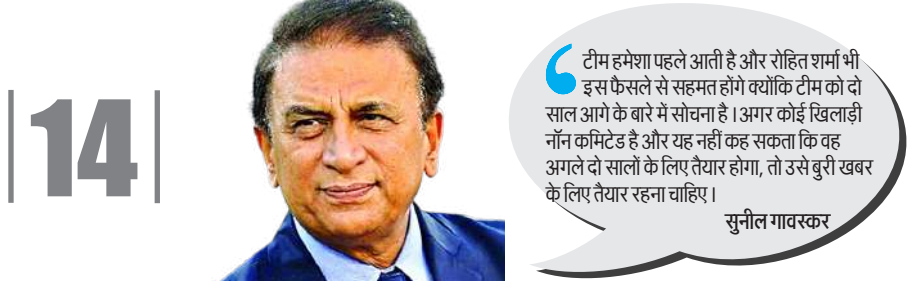 |14|
टीम हमेशा पहले आती है और रोहित शर्मा भी
इस फैसले से सहमत होंगे क्योंकि टीम को दो
साल आगे के बारे में सोचना है।अगर कोई खिलाड़ी
नॉन कमिटेड है और यह नहीं कह सकता कि वह
अगले दो सालों के लिए तैयार होगा, तो उसे बुरी खबर
के लिए तैयार रहना चाहिए।
सुनील गावस्कर